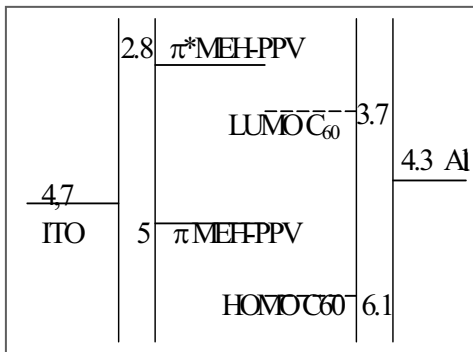 2.8 π*MEH-PPV
LUMO C60 3.7
4.3 Al
4,7
ITO
5 π MEH-PPV
HOMO C60 6.1